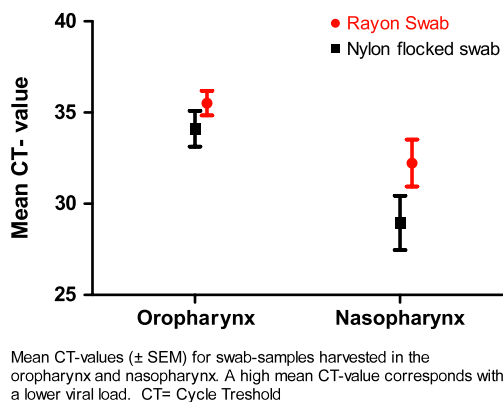 40
35
30
25
Mean CT- value
Rayon Swab
Nylon flocked swab
Oropharynx
Nasopharynx
Mean CT-values (± SEM) for swab-samples harvested in the
oropharynx and nasopharynx. A high mean CT-value corresponds with
a lower viral load. CT= Cycle Treshold